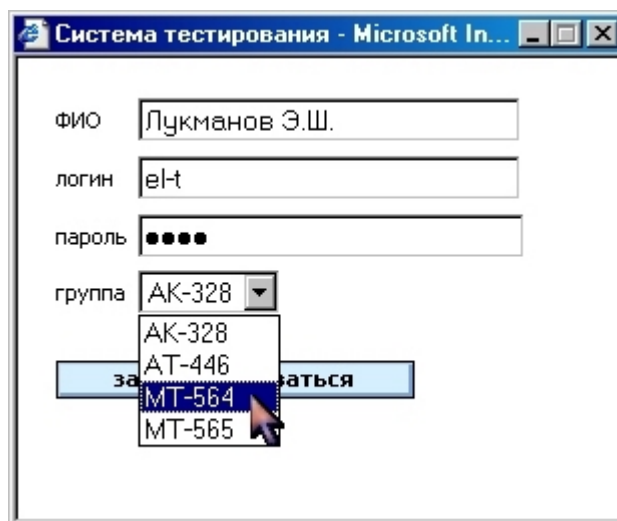 Система тестирования - Microsoft In...
ФИО Лукманов Э.Ш.
логин el-t
пароль ●●●●
группа АК-328
АК-328
АТ-446
МТ-564
МТ-565